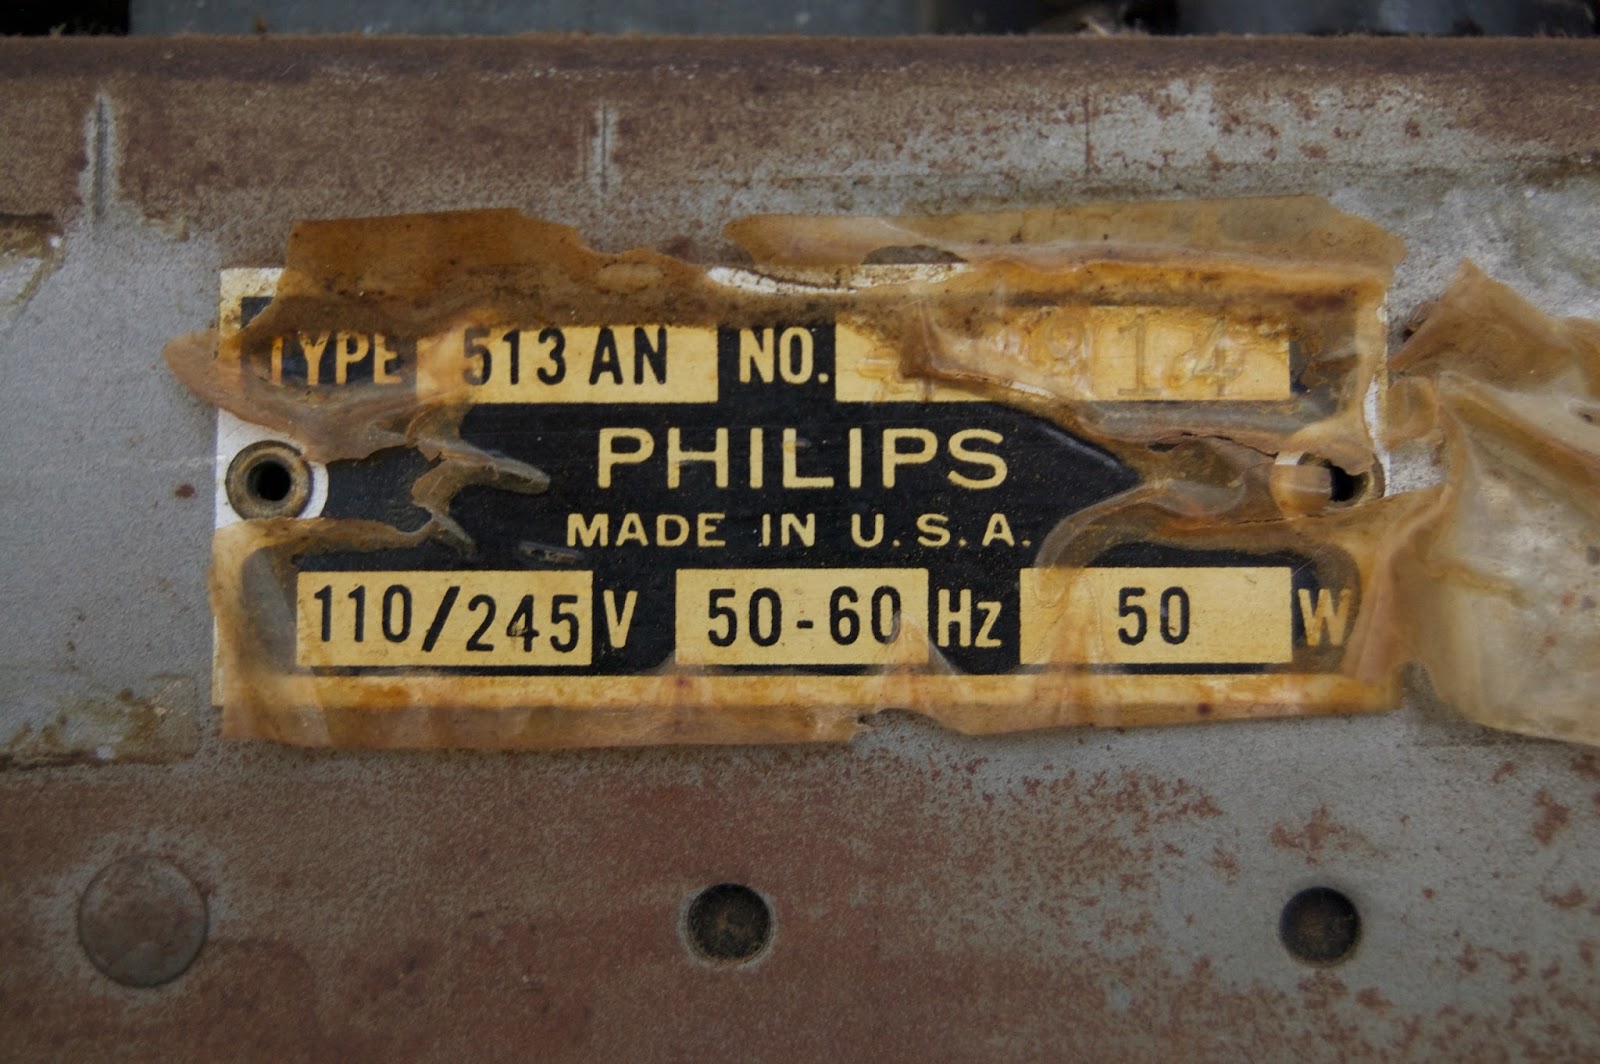 TYPE 513 AN NO.
PHILIPS
MADE IN U.S.A.
110/245 V 50-60 Hz 50 W